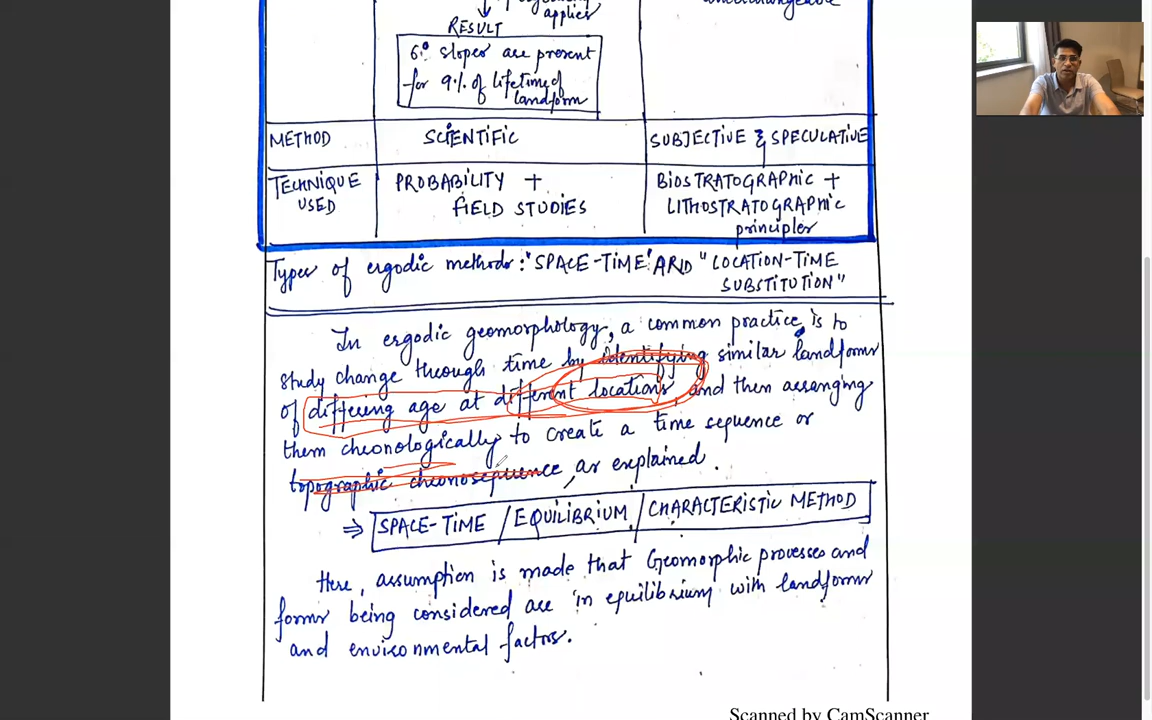 applies
RESULT
6° slopes are present
for 9% of lifetime of
landform
METHOD SCIENTIFIC SUBJECTIVE & SPECULATIVE
TECHNIQUE USED PROBABILITY + FIELD STUDIES BIOSTRATOGRAPHIC + LITHOSTRATOGRAPHIC principles
Types of ergodic methods: 'SPACE-TIME' AND "LOCATION-TIME
SUBSTITUTION"
In ergodic geomorphology, a common practice is to
study change through time by identifying similar landforms
of differing age at different locations, and then arranging
them chronologically to create a time sequence or
topographic chronosequence, as explained.
⇒ SPACE-TIME / EQUILIBRIUM / CHARACTERISTIC METHOD
Here, assumption is made that Geomorphic processes and
forms being considered are in equilibrium with landforms
and environmental factors.
Scanned by CamScanner